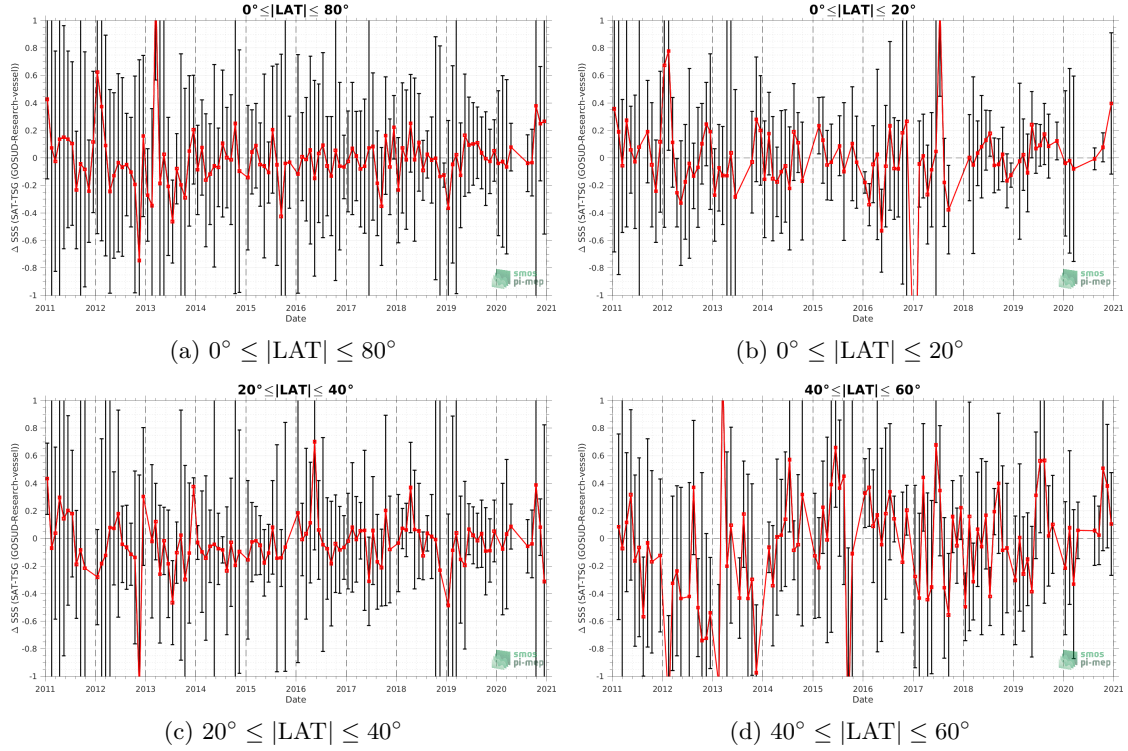 0°≤|LAT|≤ 80°
Δ SSS (SAT-TSG (GOSUD-Research-vessel))
1
0.8
0.6
0.4
0.2
0
-0.2
-0.4
-0.6
-0.8
-1
2011 2012 2013 2014 2015 2016 2017 2018 2019 2020 2021
Date
smos
pi-mep
(a) 0° ≤ |LAT| ≤ 80°
0°≤|LAT|≤ 20°
Δ SSS (SAT-TSG (GOSUD-Research-vessel))
1
0.8
0.6
0.4
0.2
0
-0.2
-0.4
-0.6
-0.8
-1
2011 2012 2013 2014 2015 2016 2017 2018 2019 2020 2021
Date
smos
pi-mep
(b) 0° ≤ |LAT| ≤ 20°
20°≤|LAT|≤ 40°
Δ SSS (SAT-TSG (GOSUD-Research-vessel))
1
0.8
0.6
0.4
0.2
0
-0.2
-0.4
-0.6
-0.8
-1
2011 2012 2013 2014 2015 2016 2017 2018 2019 2020 2021
Date
smos
pi-mep
(c) 20° ≤ |LAT| ≤ 40°
40°≤|LAT|≤ 60°
Δ SSS (SAT-TSG (GOSUD-Research-vessel))
1
0.8
0.6
0.4
0.2
0
-0.2
-0.4
-0.6
-0.8
-1
2011 2012 2013 2014 2015 2016 2017 2018 2019 2020 2021
Date
smos
pi-mep
(d) 40° ≤ |LAT| ≤ 60°